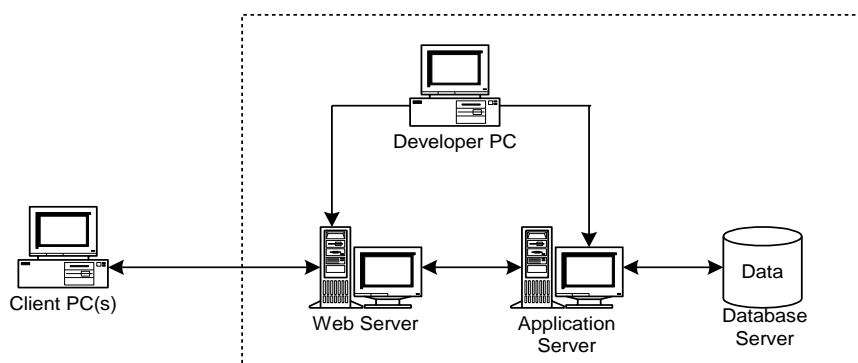 Developer PC
Client PC(s)
Web Server
Application
Server
Data
Database
Server